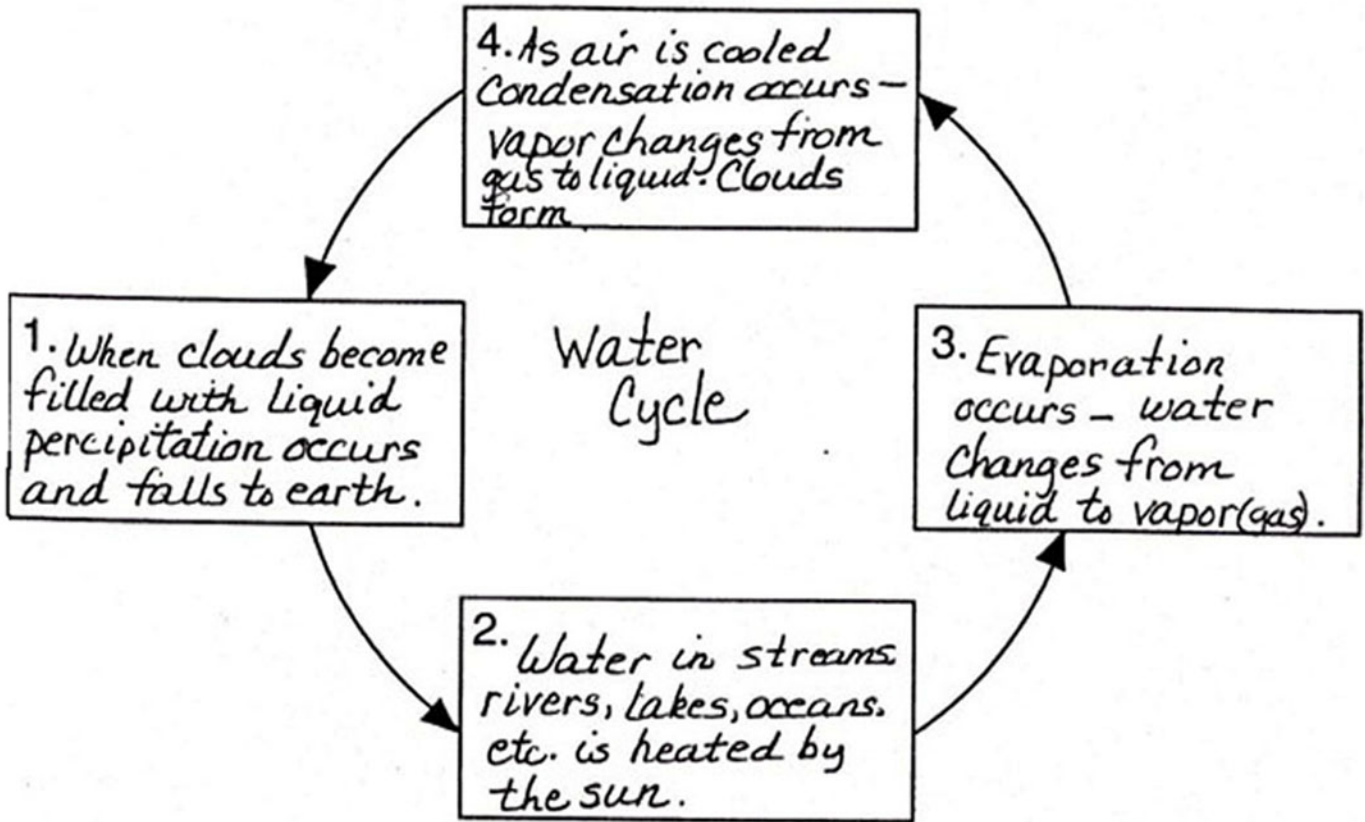 4. As air is cooled
Condensation occurs -
vapor changes from
gas to liquid. Clouds
form
1. When clouds become
filled with liquid
percipitation occurs
and falls to earth.
Water
Cycle
3. Evaporation
occurs - water
changes from
liquid to vapor(gas).
2. Water in streams
rivers, lakes, oceans.
etc. is heated by
the sun.